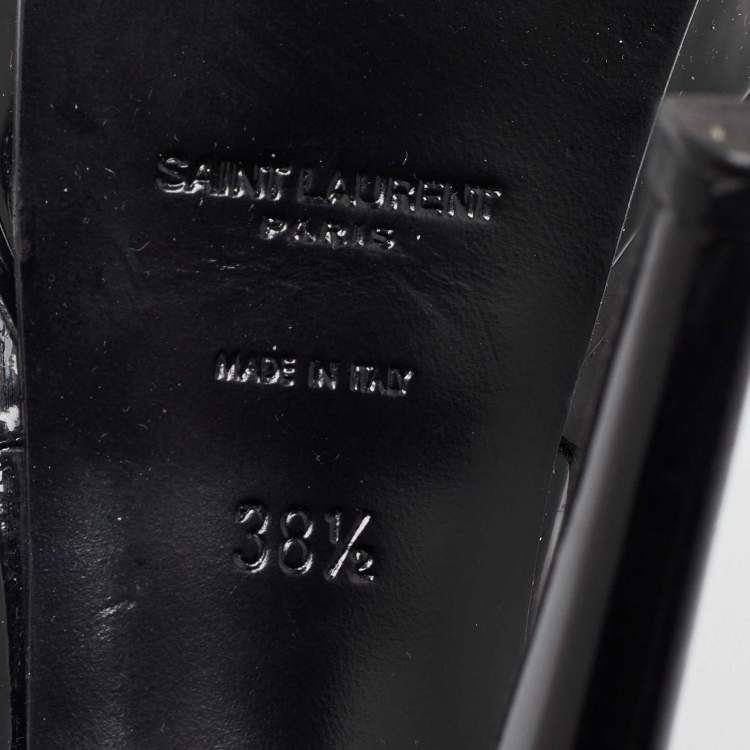 SAINT LAURENT
PARIS
MADE IN ITALY
38½